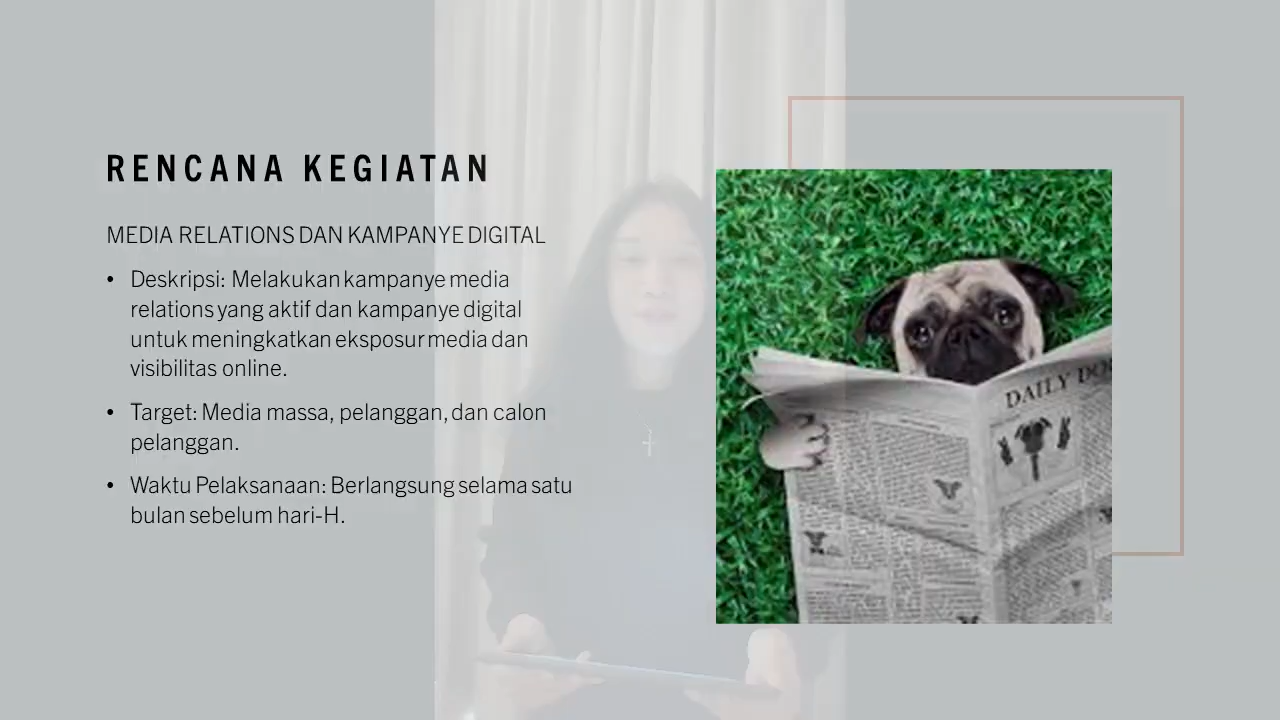 RENCANA KEGIATAN
MEDIA RELATIONS DAN KAMPANYE DIGITAL
• Deskripsi: Melakukan kampanye media
relations yang aktif dan kampanye digital
untuk meningkatkan eksposur media dan
visibilitas online.
• Target: Media massa, pelanggan, dan calon
pelanggan.
• Waktu Pelaksanaan: Berlangsung selama satu
bulan sebelum hari-H.
DAILY DO